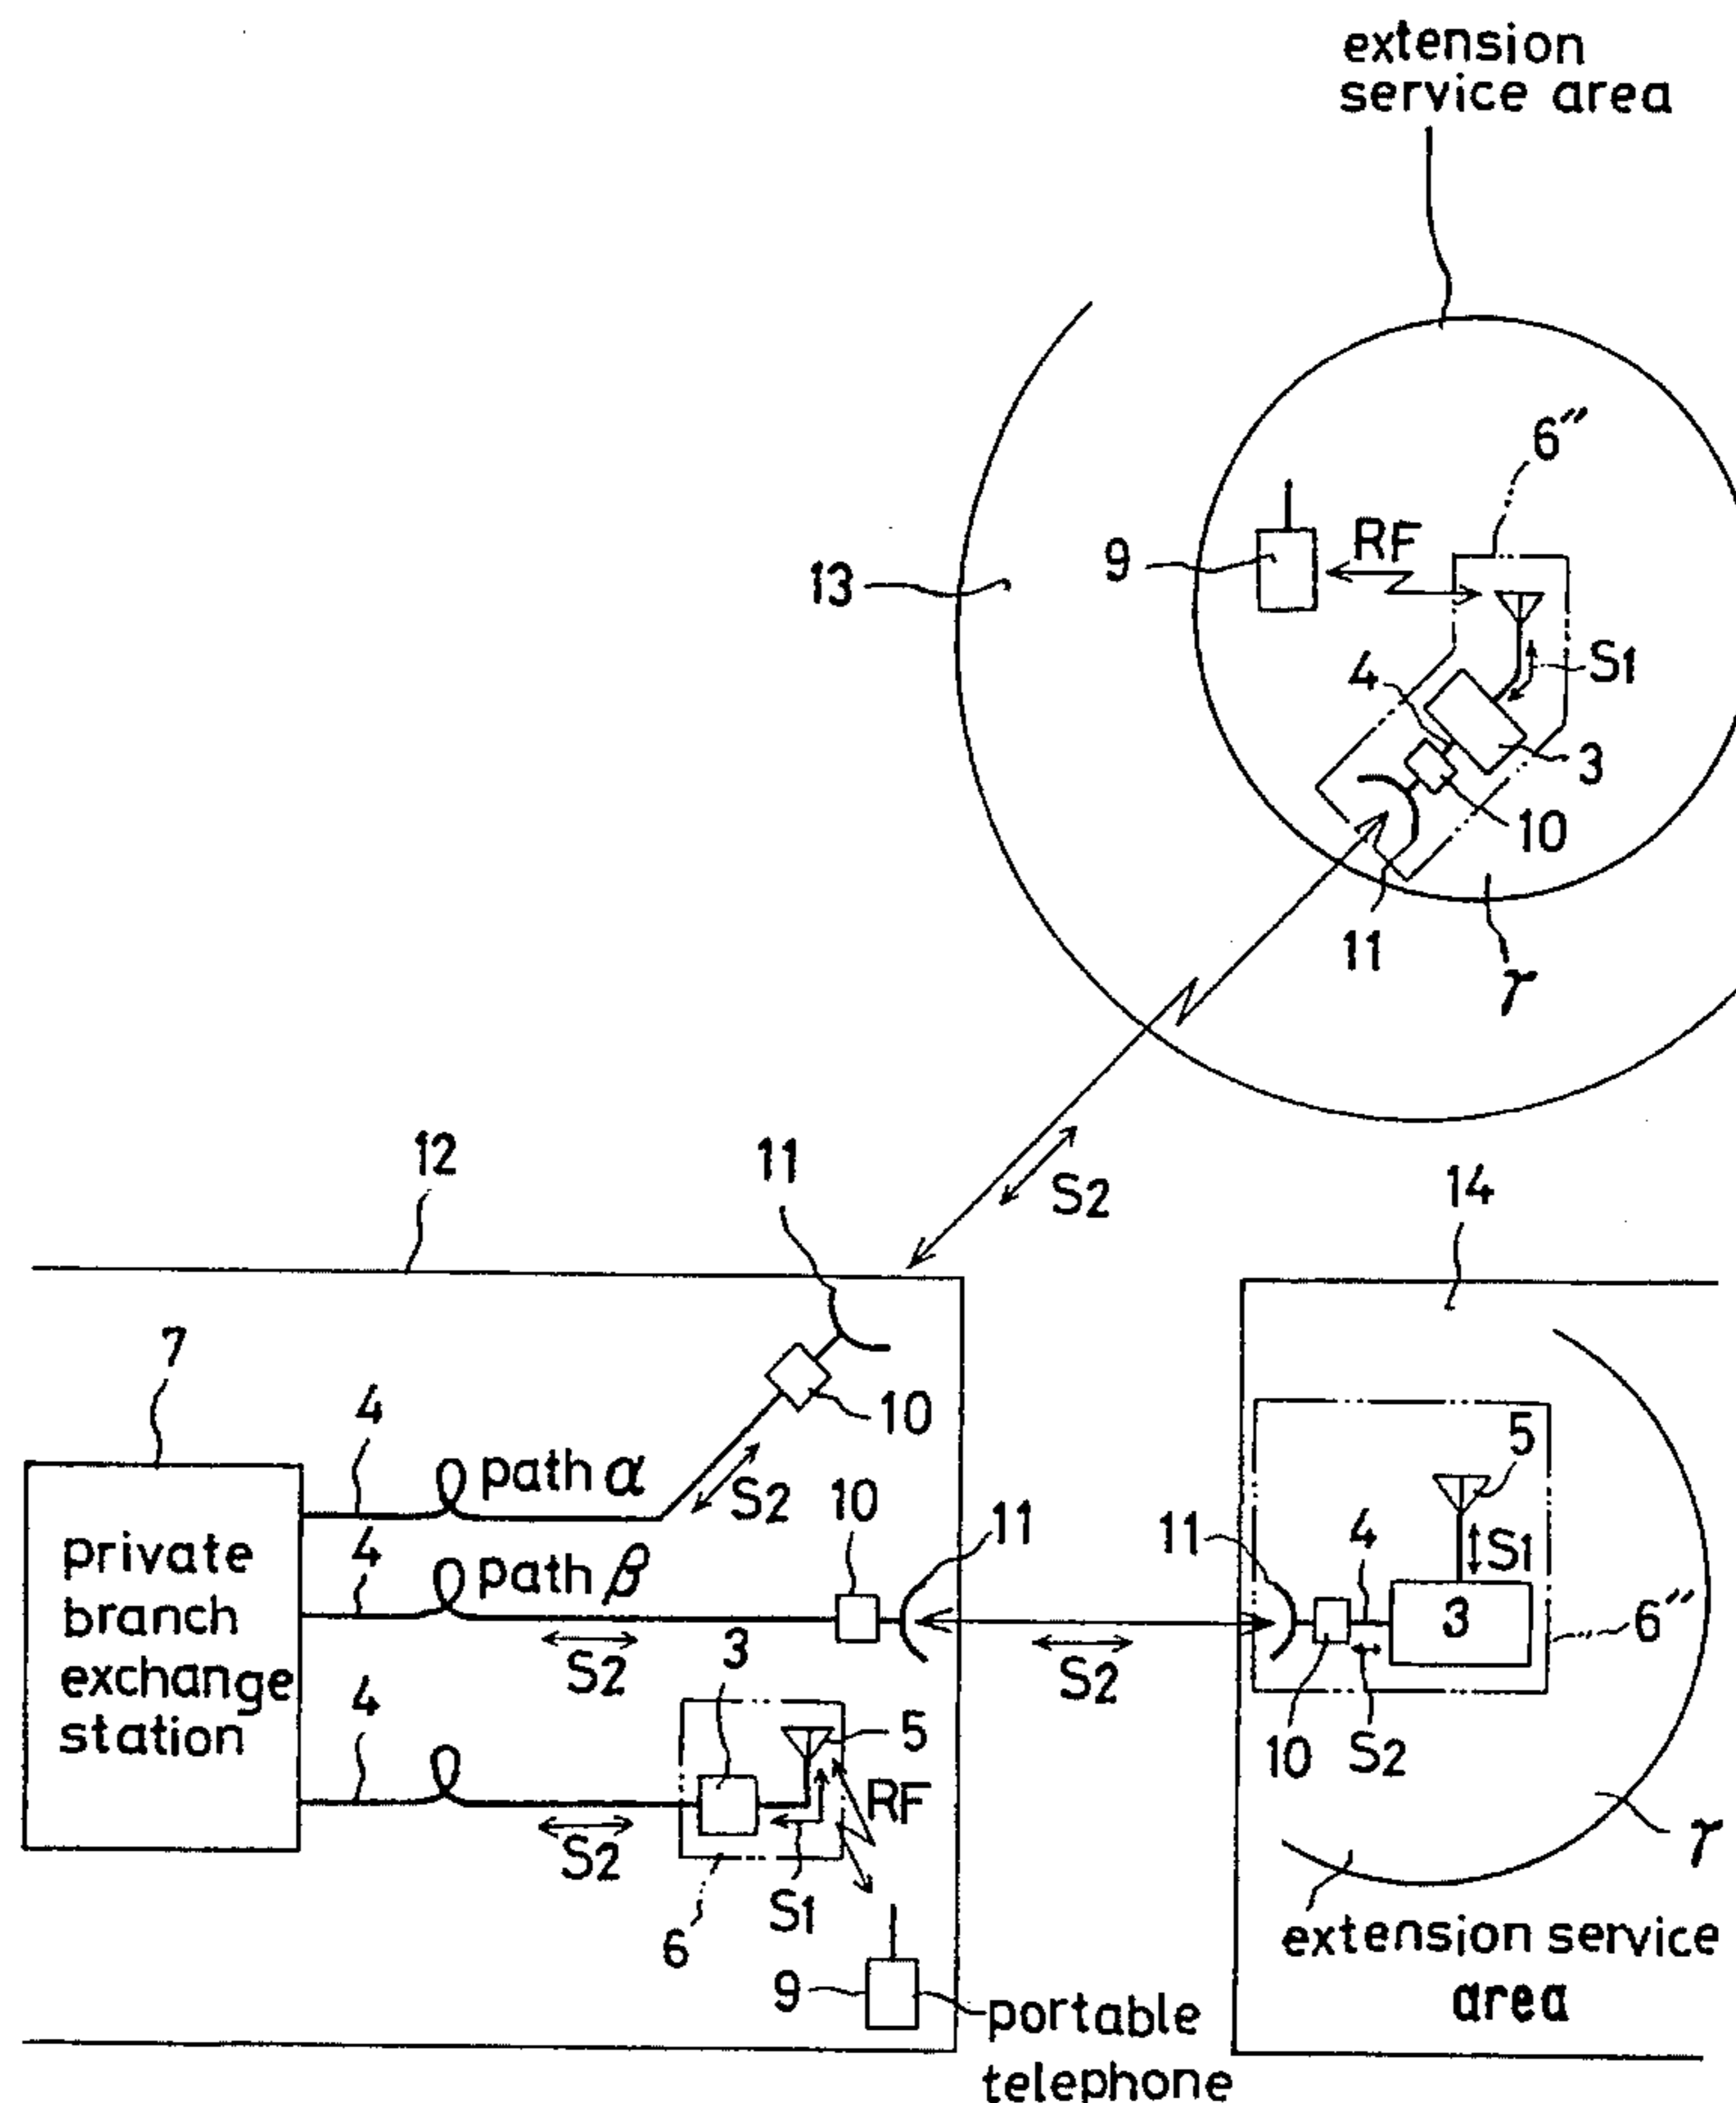 extension
service area
6″
RF
9
13
S1
4
3
10
11
γ
S2
12
11
14
7
4
10
path α
S2
5
10
11
11
4
S1
4
path β
private
branch
exchange
station
3
3
6″
S2
S2
10
S2
4
5
RF
γ
S2
S1
6
extension service
area
9
portable
telephone